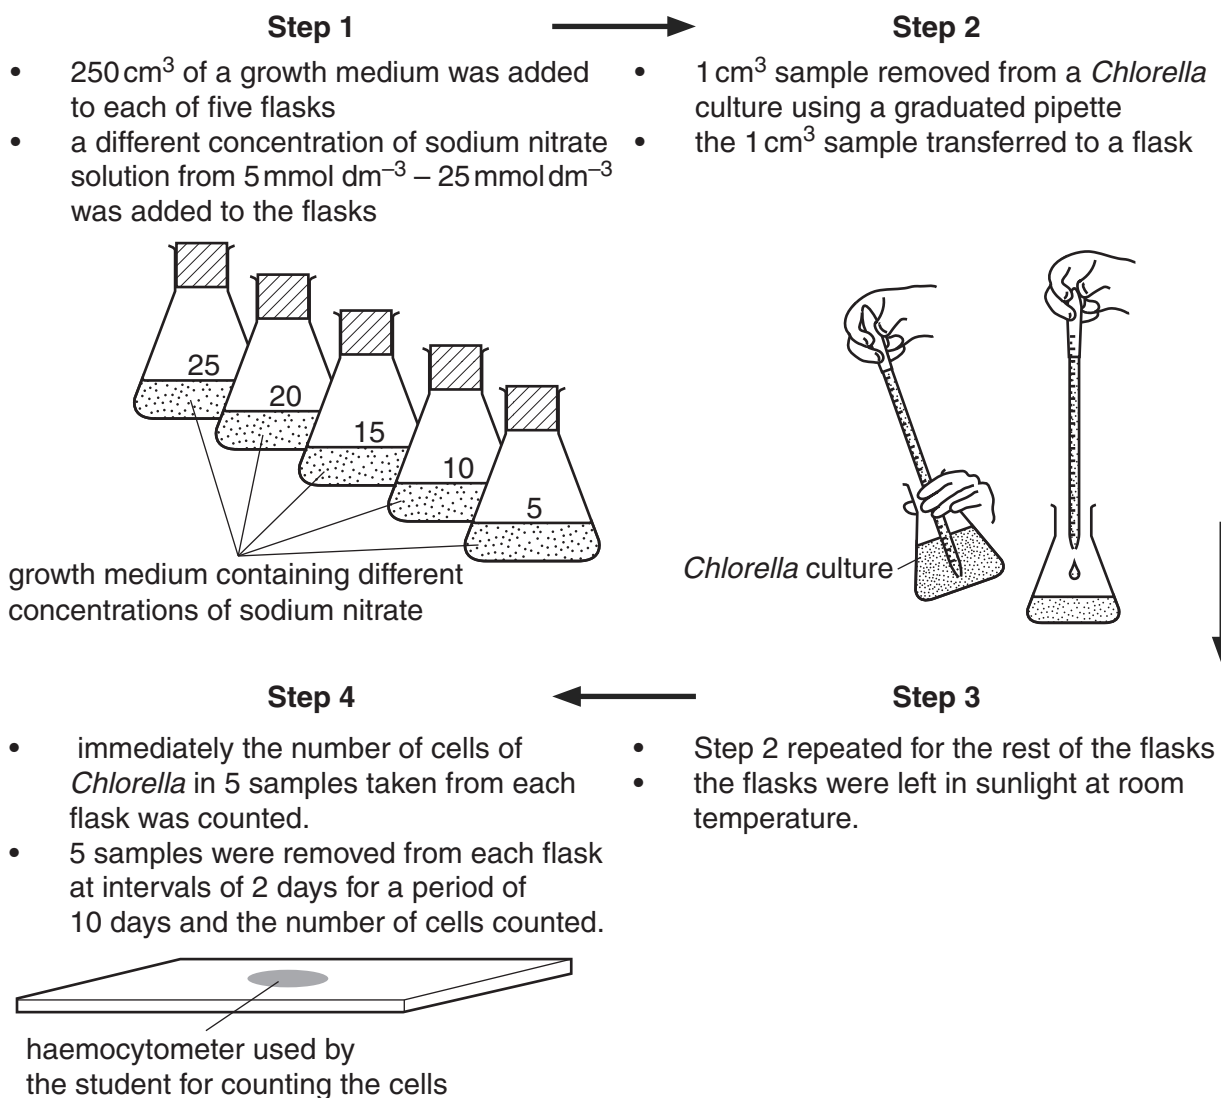 Step 1
• 250 cm³ of a growth medium was added
to each of five flasks
• a different concentration of sodium nitrate
solution from 5 mmol dm⁻³ – 25 mmol dm⁻³
was added to the flasks
25
20
15
10
5
growth medium containing different
concentrations of sodium nitrate
Step 2
• 1 cm³ sample removed from a Chlorella
culture using a graduated pipette
• the 1 cm³ sample transferred to a flask
Chlorella culture
Step 3
• Step 2 repeated for the rest of the flasks
• the flasks were left in sunlight at room
temperature.
Step 4
• immediately the number of cells of
Chlorella in 5 samples taken from each
flask was counted.
• 5 samples were removed from each flask
at intervals of 2 days for a period of
10 days and the number of cells counted.
haemocytometer used by
the student for counting the cells